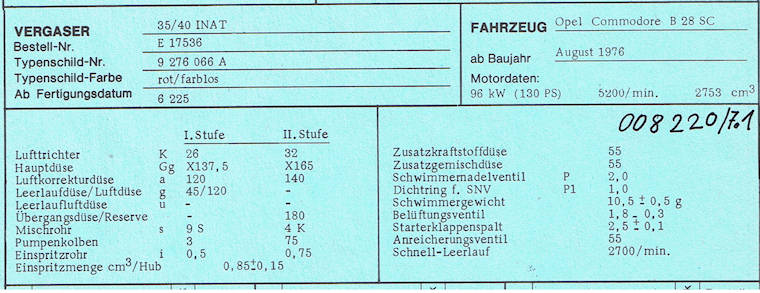 VERGASER 35/40 INAT
Bestell-Nr. E 17536
Typenschild-Nr. 9 276 066 A
Typenschild-Farbe rot/farblos
Ab Fertigungsdatum 6 225
FAHRZEUG Opel Commodore B 28 SC
ab Baujahr August 1976
Motordaten:
96 kW (130 PS) 5200/min. 2753 cm³
008220/7.1
I. Stufe II. Stufe
Lufttrichter K 26 32
Hauptdüse Gg X137,5 X165
Luftkorrekturdüse a 120 140
Leerlaufdüse/Luftdüse g 45/120 -
Leerlaufluftdüse u - -
Übergangsdüse/Reserve - 180
Mischrohr s 9 S 4 K
Pumpenkolben 3 75
Einspritzrohr i 0,5 0,75
Einspritzmenge cm³/Hub 0,85±0,15
Zusatzkraftstoffdüse 55
Zusatzgemischdüse 55
Schwimmernadelventil P 2,0
Dichtring f. SNV P1 1,0
Schwimmergewicht 10,5 ± 0,5 g
Belüftungsventil 1,8 - 0,3
Starterklappenspalt 2,5 ± 0,1
Anreicherungsventil 55
Schnell-Leerlauf 2700/min.